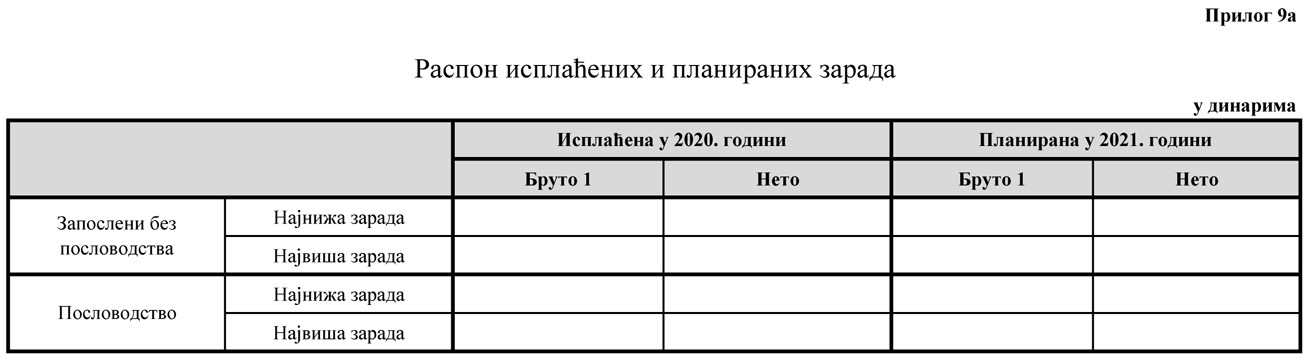 Прилог 9а
Распон исплаћених и планираних зарада
у динарима
Исплаћена у 2020. години Планирана у 2021. години
Бруто 1 Нето Бруто 1 Нето
Запослени без
пословодства
Најнижа зарада
Највиша зарада
Пословодство
Најнижа зарада
Највиша зарада